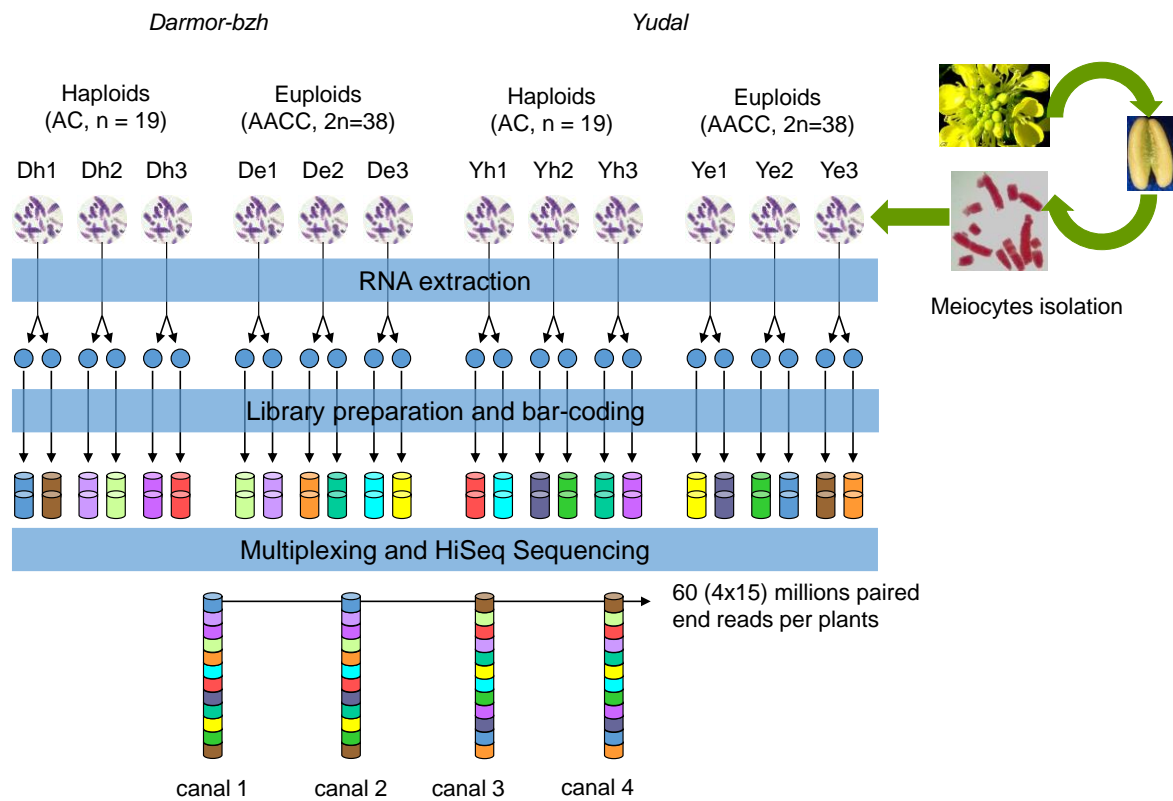 Darmor-bzh
Yudal
Haploids
(AC, n = 19)
Euploids
(AACC, 2n=38)
Haploids
(AC, n = 19)
Euploids
(AACC, 2n=38)
Dh1 Dh2 Dh3 De1 De2 De3 Yh1 Yh2 Yh3 Ye1 Ye2 Ye3
RNA extraction
Meiocytes isolation
Library preparation and bar-coding
Multiplexing and HiSeq Sequencing
60 (4x15) millions paired
end reads per plants
canal 1 canal 2 canal 3 canal 4